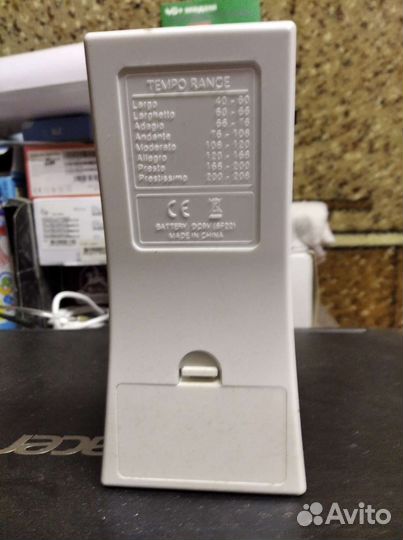 TEMPO RANGE
Largo 40 - 60
Larghetto 60 - 66
Adagio 66 - 76
Andante 76 - 108
Moderato 108 - 120
Allegro 120 - 168
Presto 168 - 200
Prestissimo 200 - 208
CE
BATTERY: DC9V (6F22)
MADE IN CHINA
acer
Avito